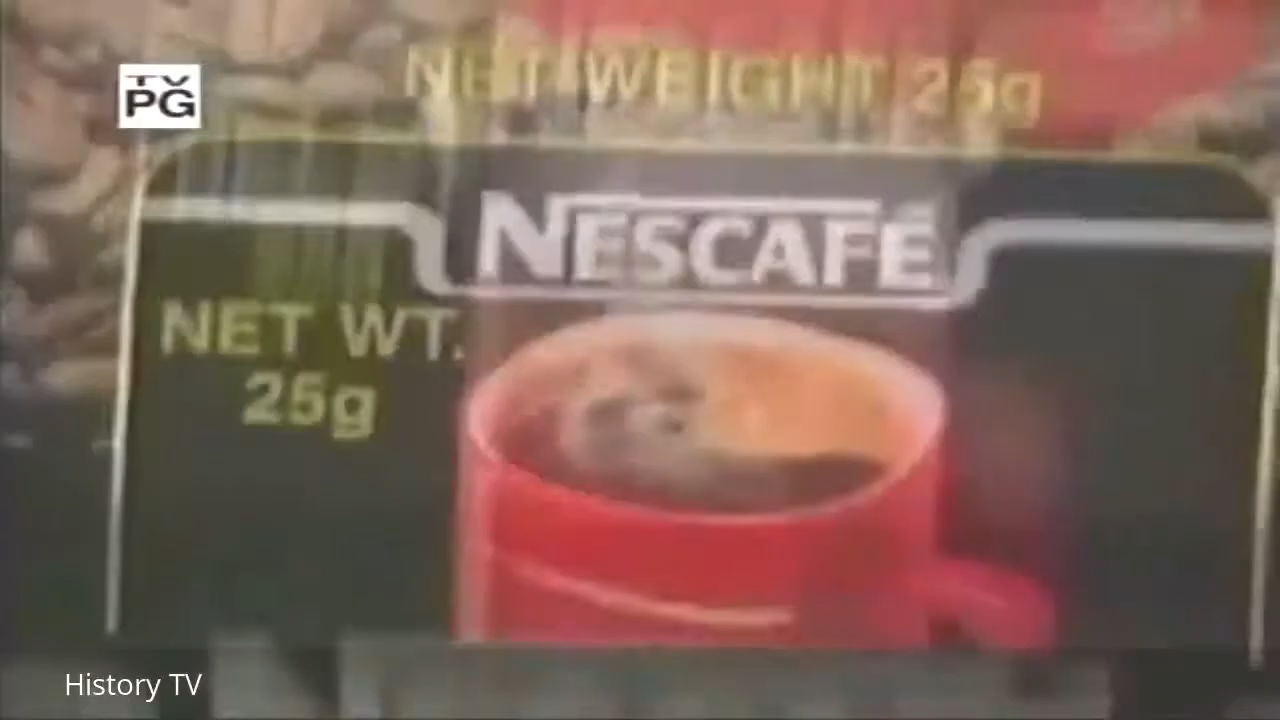 NET WEIGHT 25g
TV
PG
NESCAFÉ
NET WT.
25g
History TV